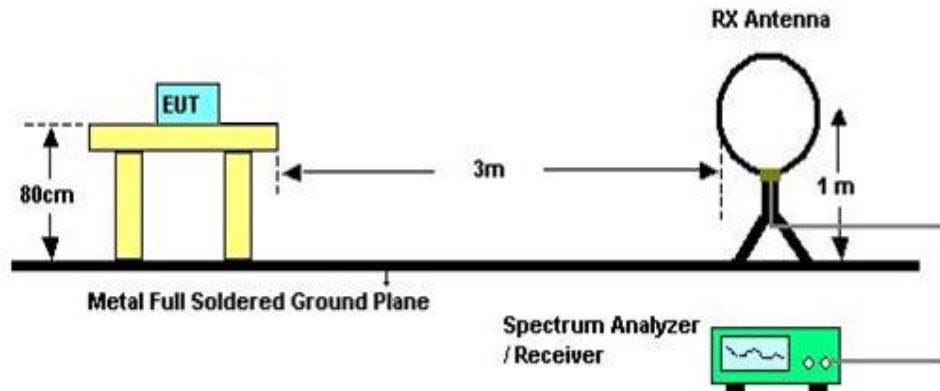 RX Antenna
EUT
3m
80cm
1 m
Metal Full Soldered Ground Plane
Spectrum Analyzer
/ Receiver